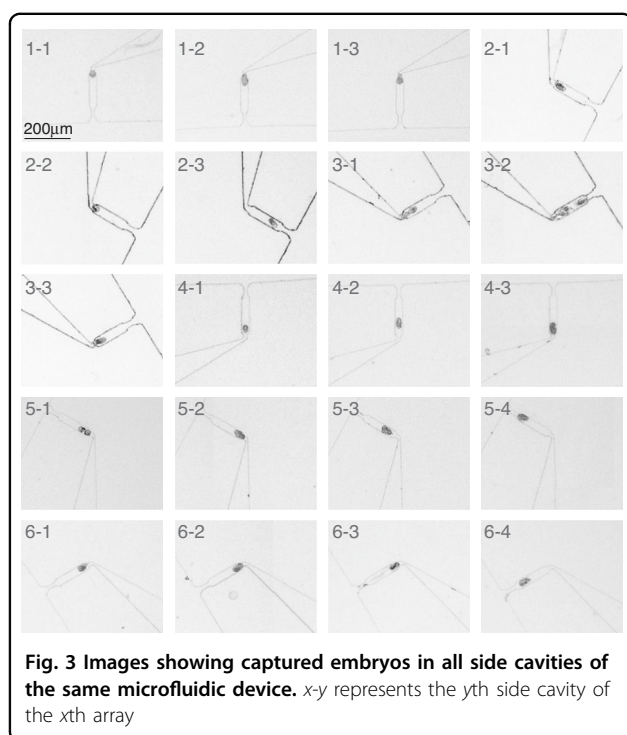 1-1 1-2 1-3 2-1
200μm
2-2 2-3 3-1 3-2
3-3 4-1 4-2 4-3
5-1 5-2 5-3 5-4
6-1 6-2 6-3 6-4
Fig. 3 Images showing captured embryos in all side cavities of
the same microfluidic device. x-y represents the yth side cavity of
the xth array